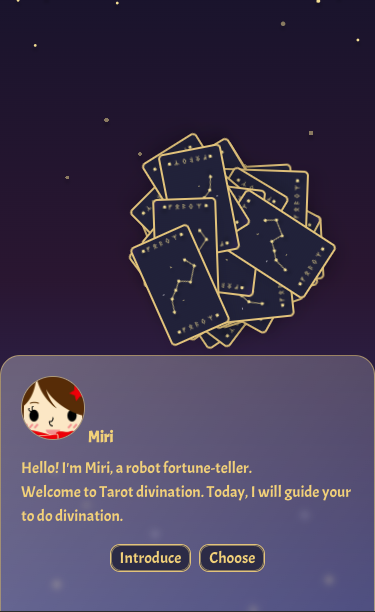 Miri
Hello! I'm Miri, a robot fortune-teller.
Welcome to Tarot divination. Today, I will guide your
to do divination.
Introduce
Choose